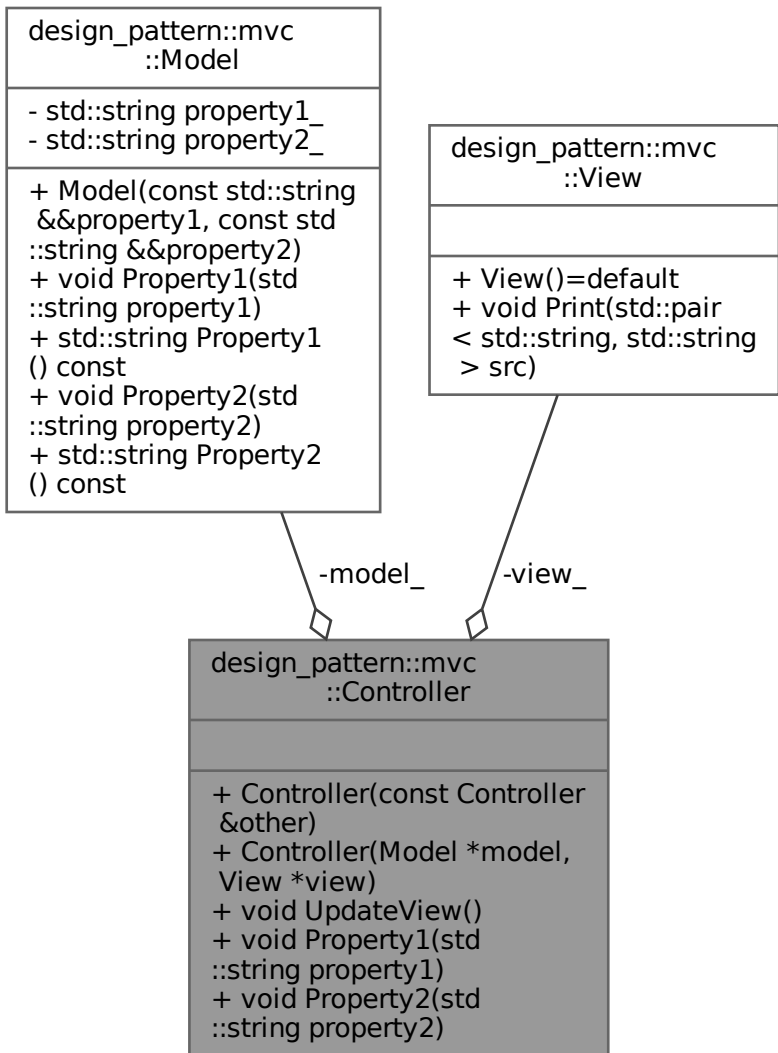 design_pattern::mvc
::Model
- std::string property1_
- std::string property2_
+ Model(const std::string
&&property1, const std
::string &&property2)
+ void Property1(std
::string property1)
+ std::string Property1
() const
+ void Property2(std
::string property2)
+ std::string Property2
() const
design_pattern::mvc
::View
+ View()=default
+ void Print(std::pair
< std::string, std::string
> src)
-model_
-view_
design_pattern::mvc
::Controller
+ Controller(const Controller
&other)
+ Controller(Model *model,
View *view)
+ void UpdateView()
+ void Property1(std
::string property1)
+ void Property2(std
::string property2)